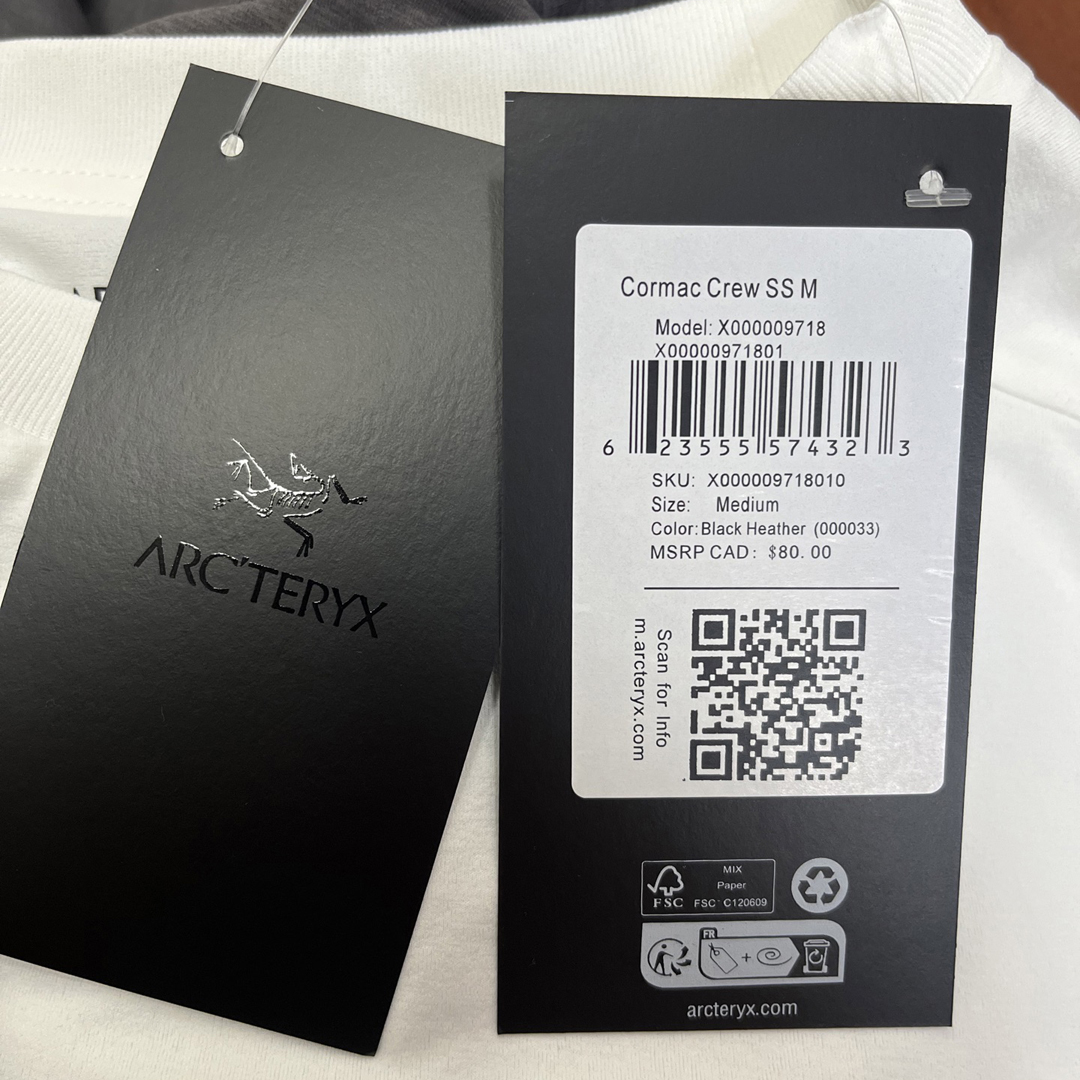 ARC'TERYX
Cormac Crew SS M
Model: X000009718
X00000971801
6 23555 57432 3
SKU: X000009718010
Size: Medium
Color: Black Heather (000033)
MSRP CAD: $80.00
Scan for Info
m.arcteryx.com
MIX
Paper
FSC
FSC C120609
FR
arcteryx.com